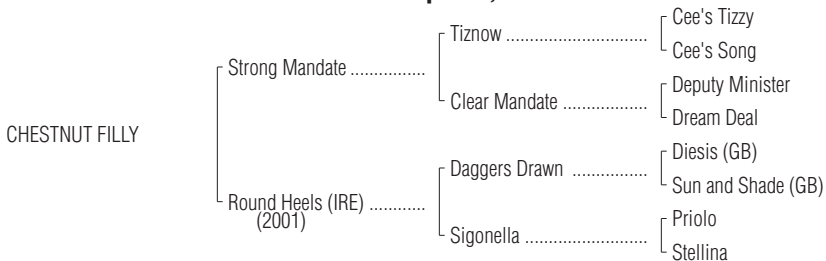 Cee's Tizzy
Tiznow ................................
Cee's Song
Strong Mandate ................
Deputy Minister
Clear Mandate ...................
Dream Deal
CHESTNUT FILLY
Diesis (GB)
Daggers Drawn .................
Sun and Shade (GB)
Round Heels (IRE) ............
(2001)
Priolo
Sigonella ...........................
Stellina